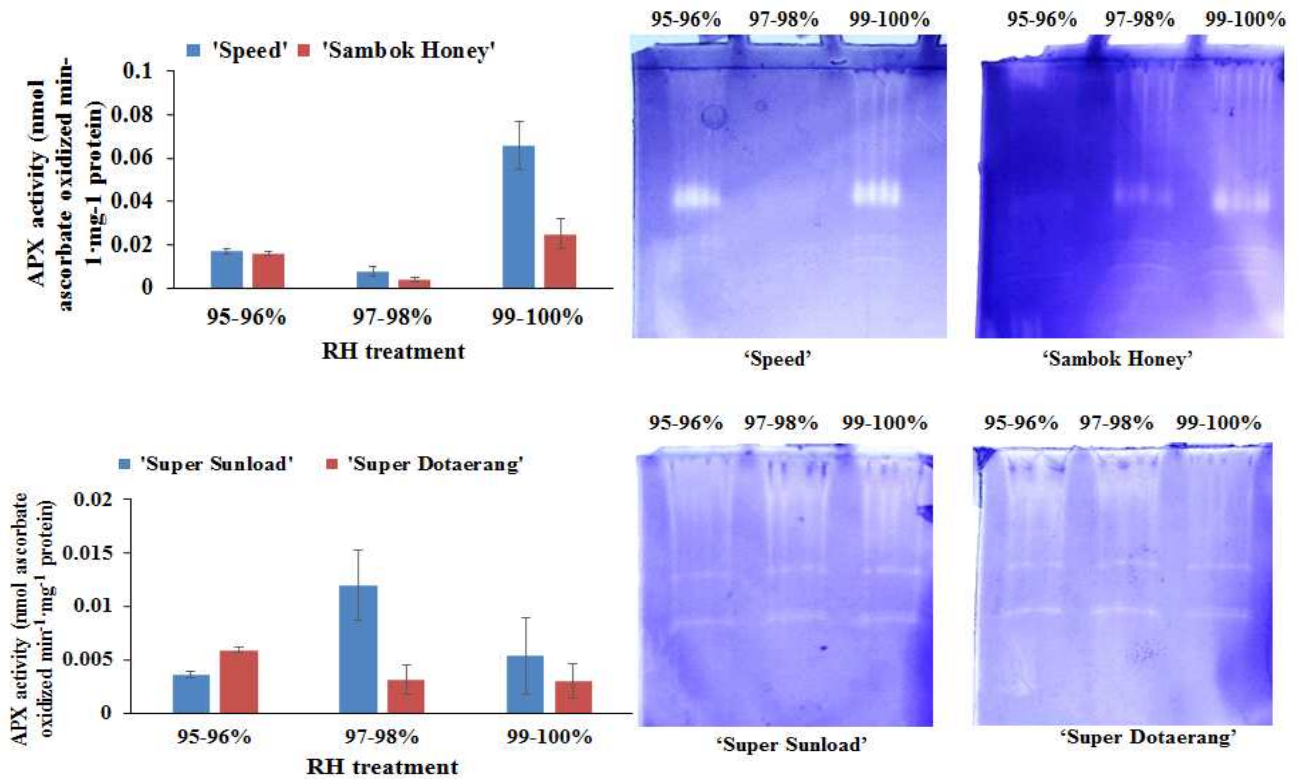 'Speed' 'Sambok Honey'
APX activity (nmol
ascorbate oxidized min-
1·mg-1 protein)
0.1
0.08
0.06
0.04
0.02
0
95-96% 97-98% 99-100%
RH treatment
95-96% 97-98% 99-100%
‘Speed’
95-96% 97-98% 99-100%
‘Sambok Honey’
'Super Sunload' 'Super Dotaerang'
APX activity (nmol ascorbate
oxidized min-1·mg-1 protein)
0.02
0.015
0.01
0.005
0
95-96% 97-98% 99-100%
RH treatment
95-96% 97-98% 99-100%
‘Super Sunload’
95-96% 97-98% 99-100%
‘Super Dotaerang’